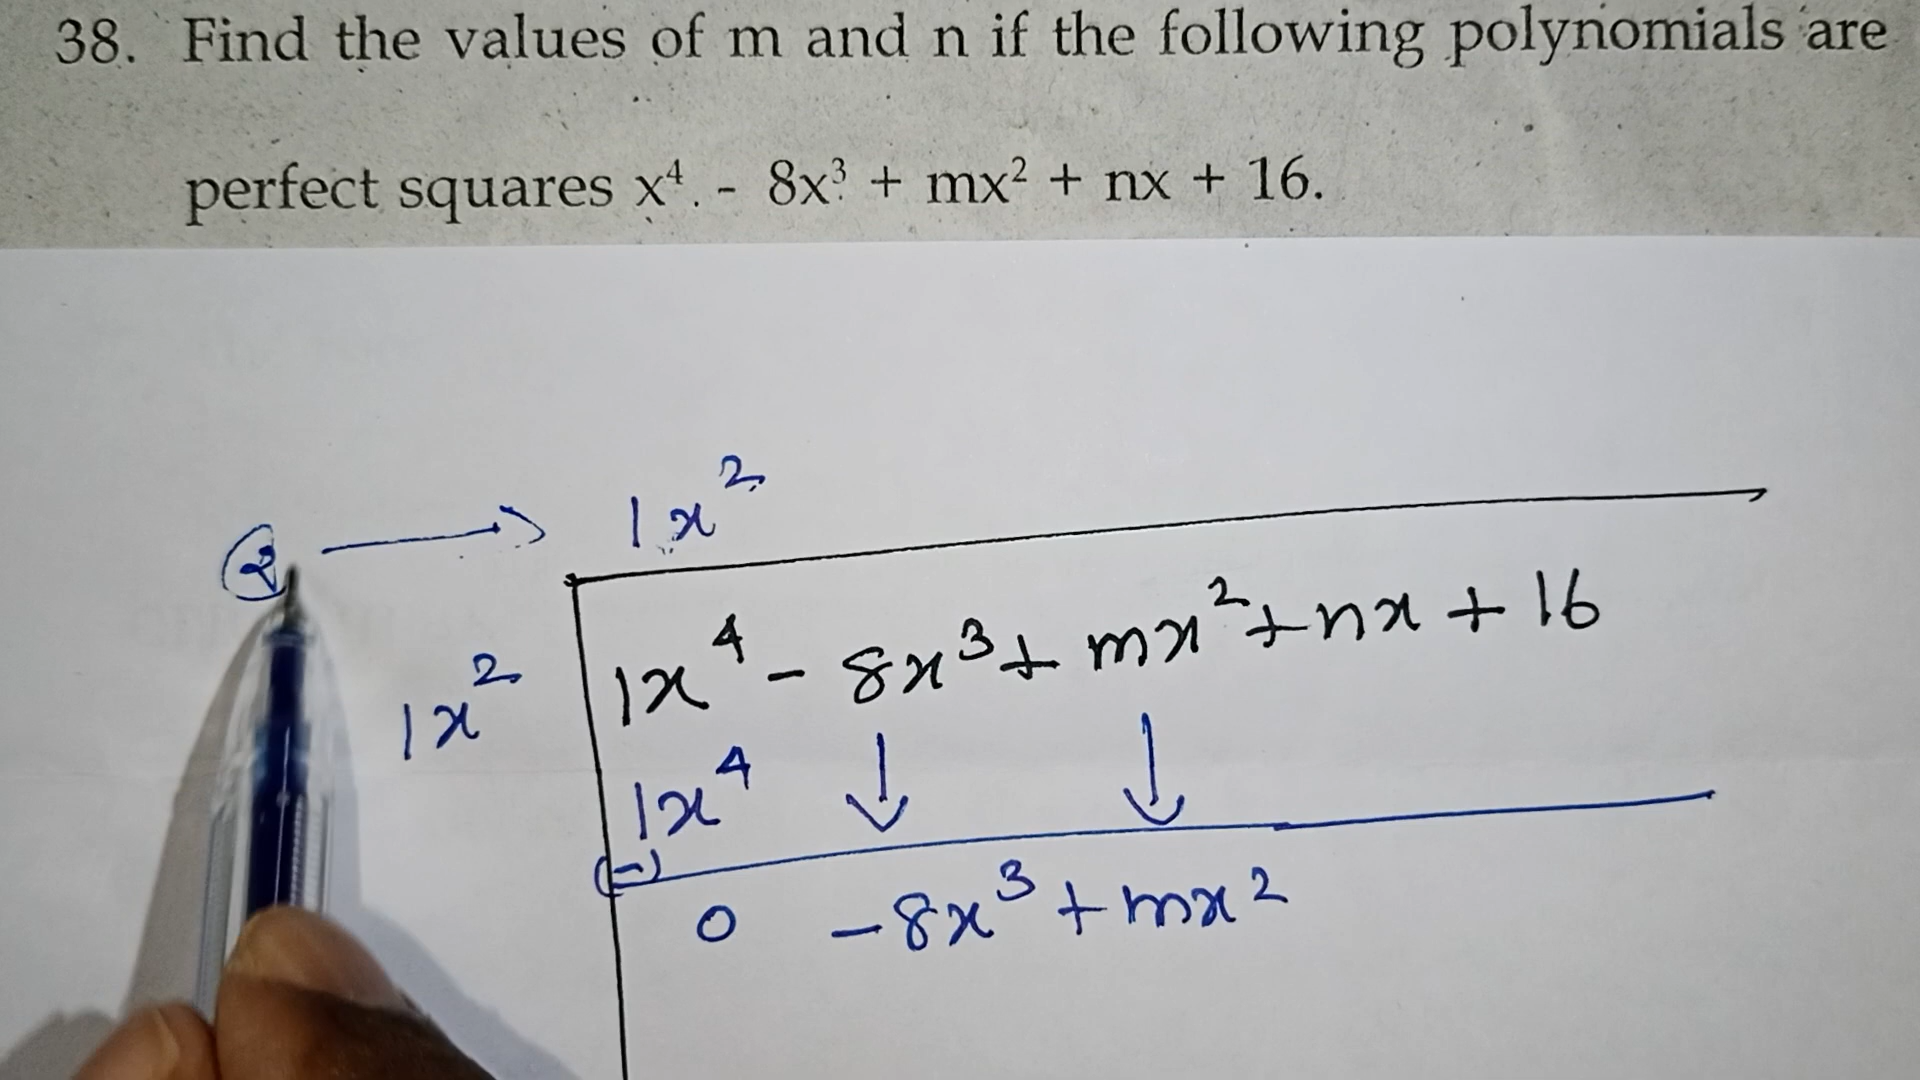 38. Find the values of m and n if the following polynomials are
perfect squares x⁴ - 8x³ + mx² + nx + 16.
2 → 1x²
1x² 1x⁴ - 8x³ + mx² + nx + 16
1x⁴ ↓ ↓
(-)
0 -8x³ + mx²